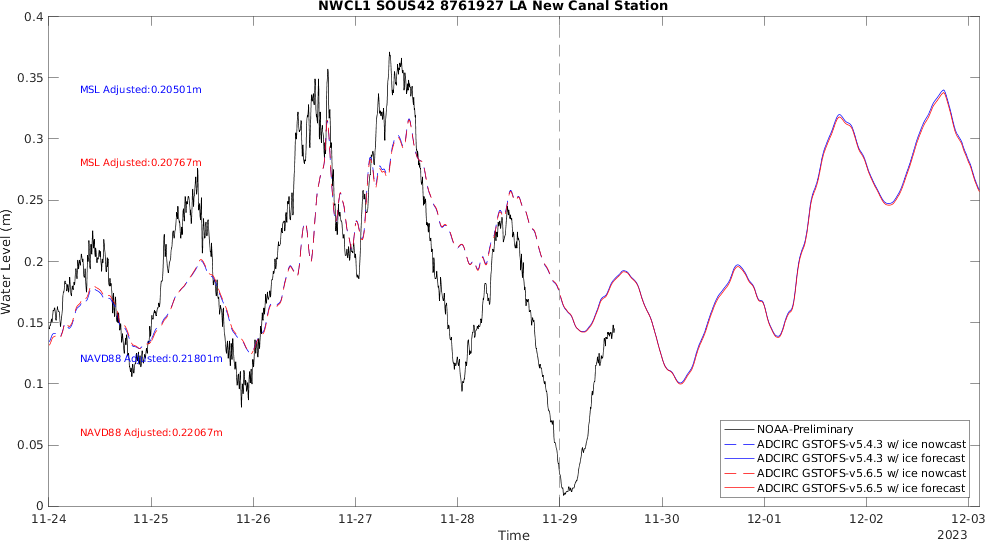 NWCL1 SOUS42 8761927 LA New Canal Station
0.4
0.35
0.3
0.25
0.2
0.15
0.1
0.05
0
Water Level (m)
MSL Adjusted:0.20501m
MSL Adjusted:0.20767m
NAVD88 Adjusted:0.21801m
NAVD88 Adjusted:0.22067m
NOAA-Preliminary
ADCIRC GSTOFS-v5.4.3 w/ ice nowcast
ADCIRC GSTOFS-v5.4.3 w/ ice forecast
ADCIRC GSTOFS-v5.6.5 w/ ice nowcast
ADCIRC GSTOFS-v5.6.5 w/ ice forecast
11-24 11-25 11-26 11-27 11-28 11-29 11-30 12-01 12-02 12-03
Time
2023